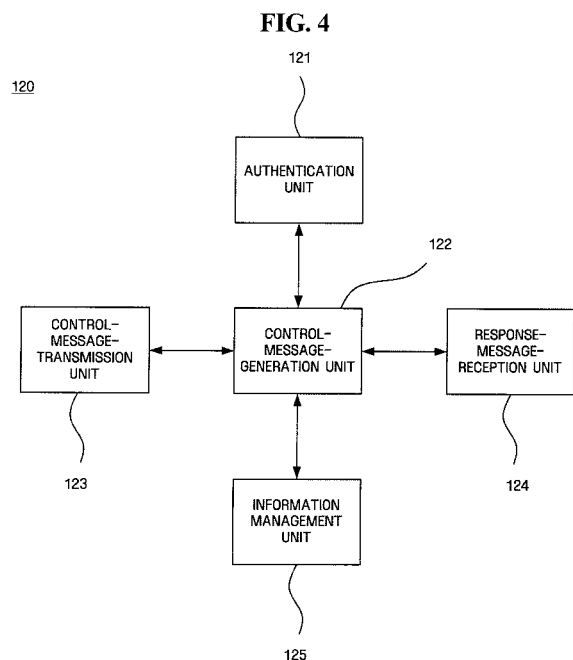 FIG. 4
121
120
AUTHENTICATION
UNIT
122
CONTROL-
MESSAGE-
TRANSMISSION
UNIT
CONTROL-
MESSAGE-
GENERATION UNIT
RESPONSE-
MESSAGE-
RECEPTION UNIT
123
124
INFORMATION
MANAGEMENT
UNIT
125